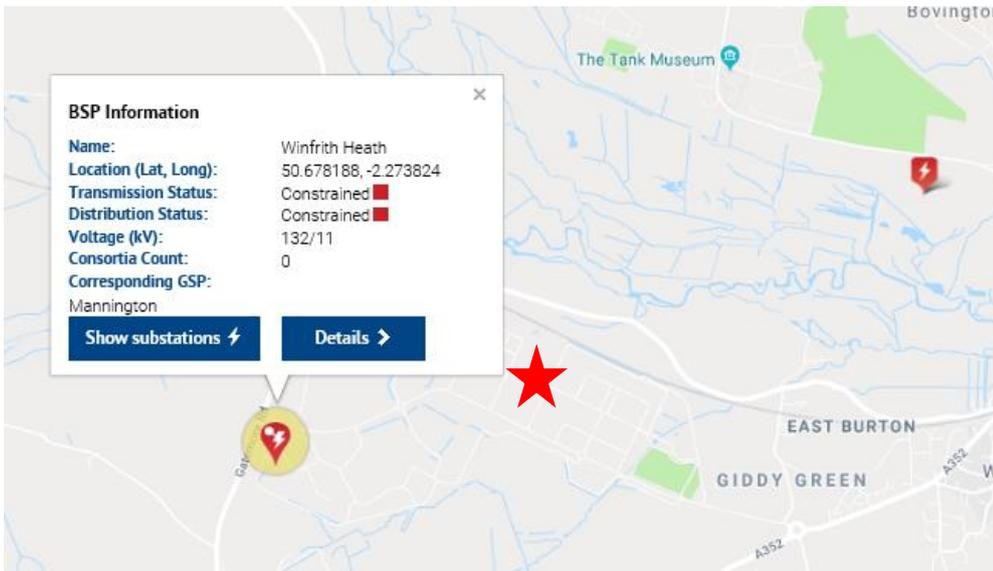 Bovingto
The Tank Museum
×
BSP Information
Name: Winfrith Heath
Location (Lat, Long): 50.678188, -2.273824
Transmission Status: Constrained
Distribution Status: Constrained
Voltage (kV): 132/11
Consortia Count: 0
Corresponding GSP:
Mannington
Show substations Details
EAST BURTON
GIDDY GREEN
A352
W
A352